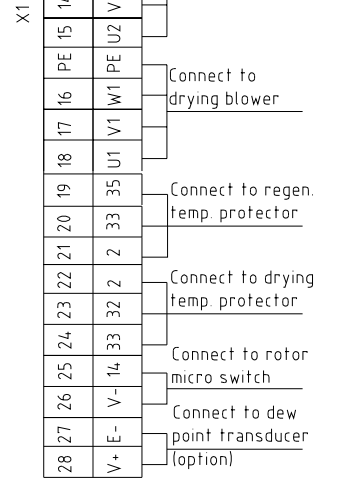 X1
14 V
15 U2
PE PE
16 W1
17 V1
18 U1
19 35
20 33
21 2
22 2
23 32
24 33
25 14
26 V-
27 E-
28 V+
Connect to
drying blower
Connect to regen.
temp. protector
Connect to drying
temp. protector
Connect to rotor
micro switch
Connect to dew
point transducer
(option)